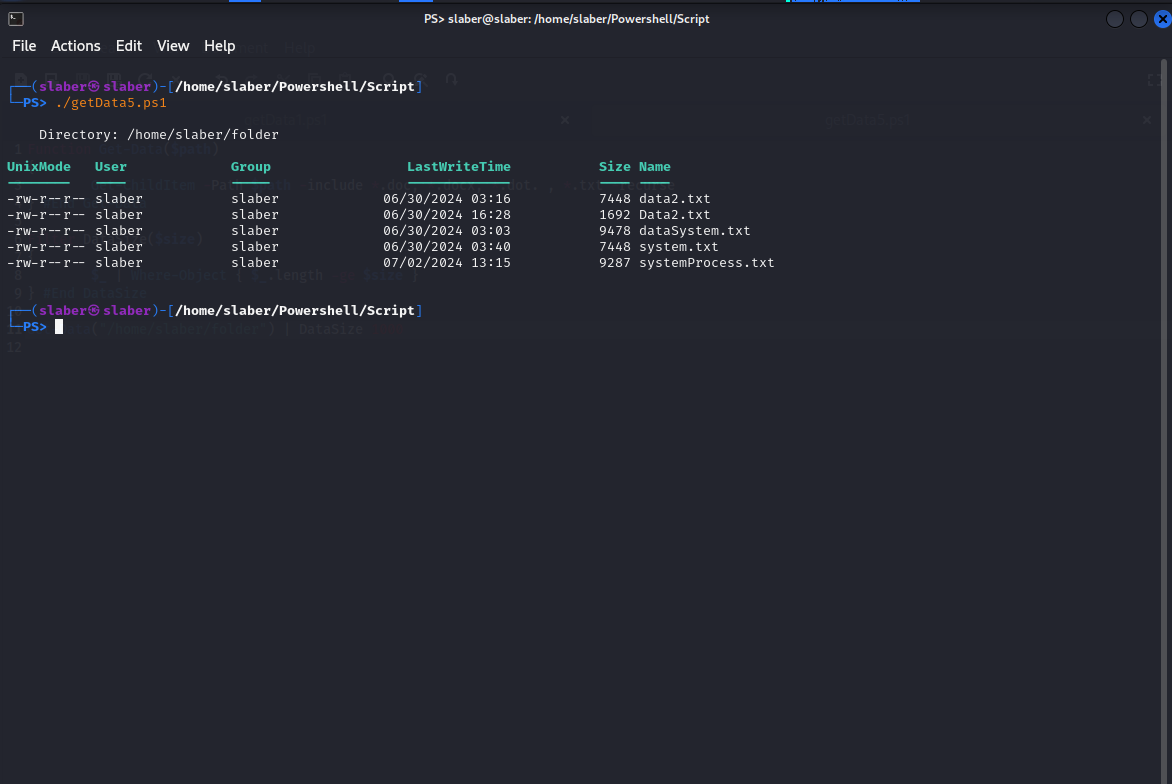 PS> slaber@slaber: /home/slaber/Powershell/Script
File Actions Edit View Help
┌──(slaber㉿slaber)-[/home/slaber/Powershell/Script]
└─PS> ./getData5.ps1
Directory: /home/slaber/folder
UnixMode User Group LastWriteTime Size Name
-rw-r--r-- slaber slaber 06/30/2024 03:16 7448 data2.txt
-rw-r--r-- slaber slaber 06/30/2024 16:28 1692 Data2.txt
-rw-r--r-- slaber slaber 06/30/2024 03:03 9478 dataSystem.txt
-rw-r--r-- slaber slaber 06/30/2024 03:40 7448 system.txt
-rw-r--r-- slaber slaber 07/02/2024 13:15 9287 systemProcess.txt
┌──(slaber㉿slaber)-[/home/slaber/Powershell/Script]
└─PS>